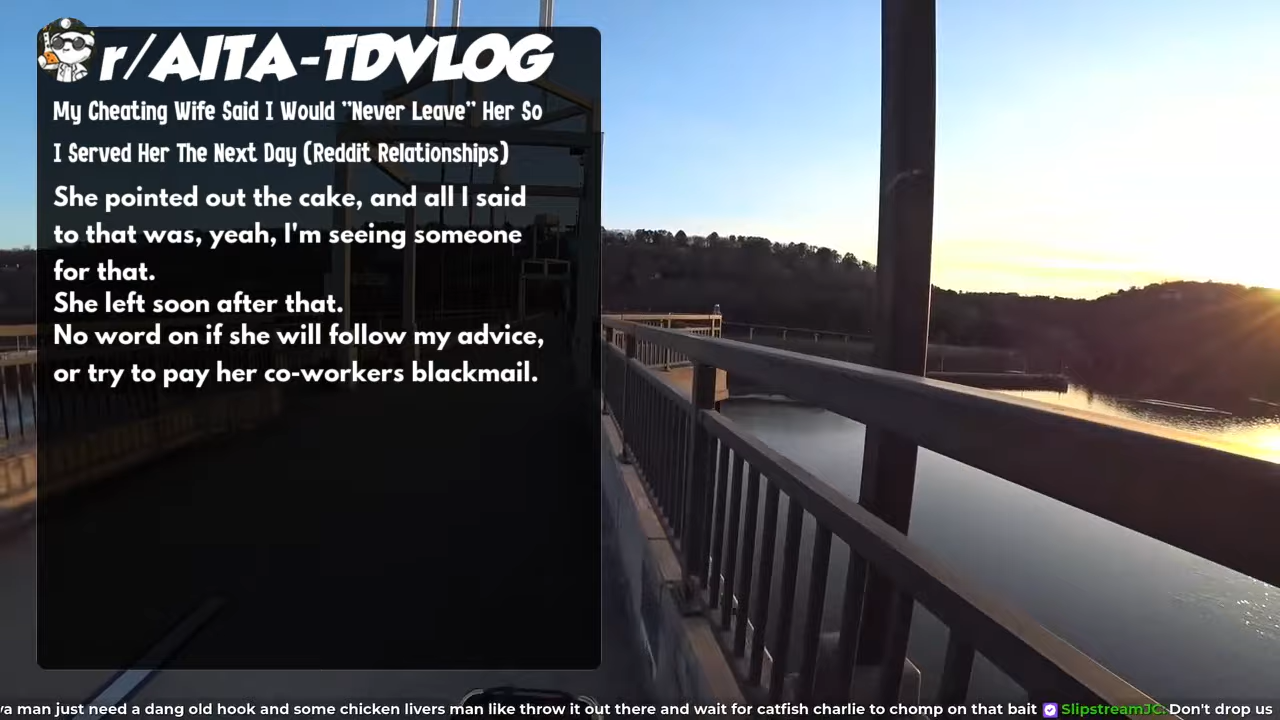 r/AITA-TDVLOG
My Cheating Wife Said I Would "Never Leave" Her So
I Served Her The Next Day (Reddit Relationships)
She pointed out the cake, and all I said
to that was, yeah, I'm seeing someone
for that.
She left soon after that.
No word on if she will follow my advice,
or try to pay her co-workers blackmail.
a man just need a dang old hook and some chicken livers man like throw it out there and wait for catfish charlie to chomp on that bait SlipstreamJC: Don't drop us